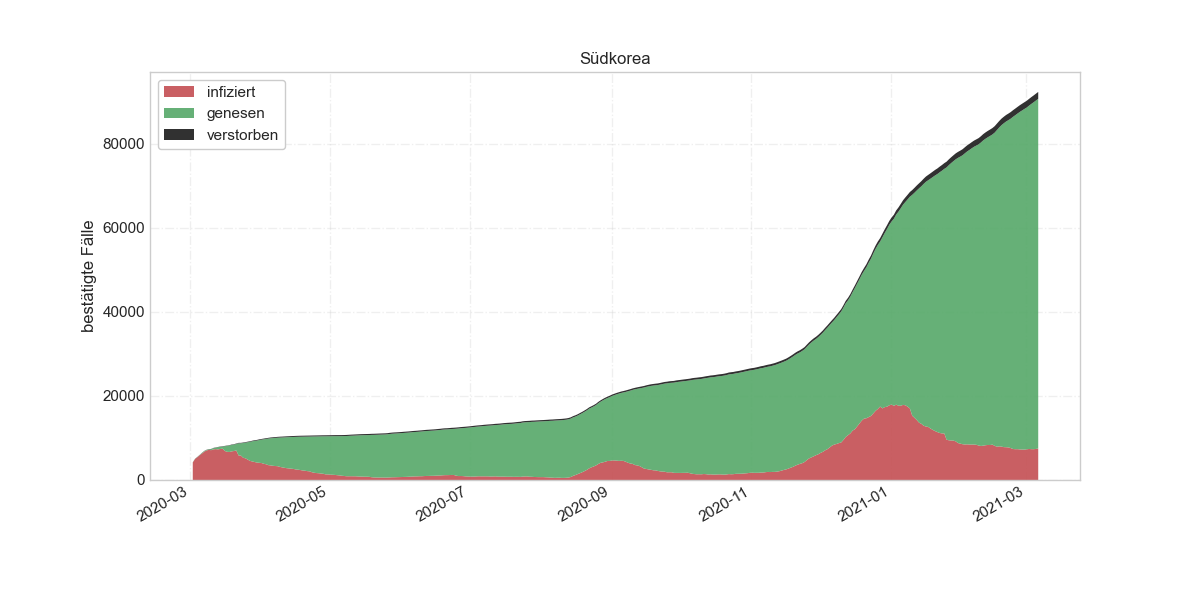 Südkorea
infiziert
genesen
verstorben
bestätigte Fälle
80000
60000
40000
20000
0
2020-03
2020-05
2020-07
2020-09
2020-11
2021-01
2021-03